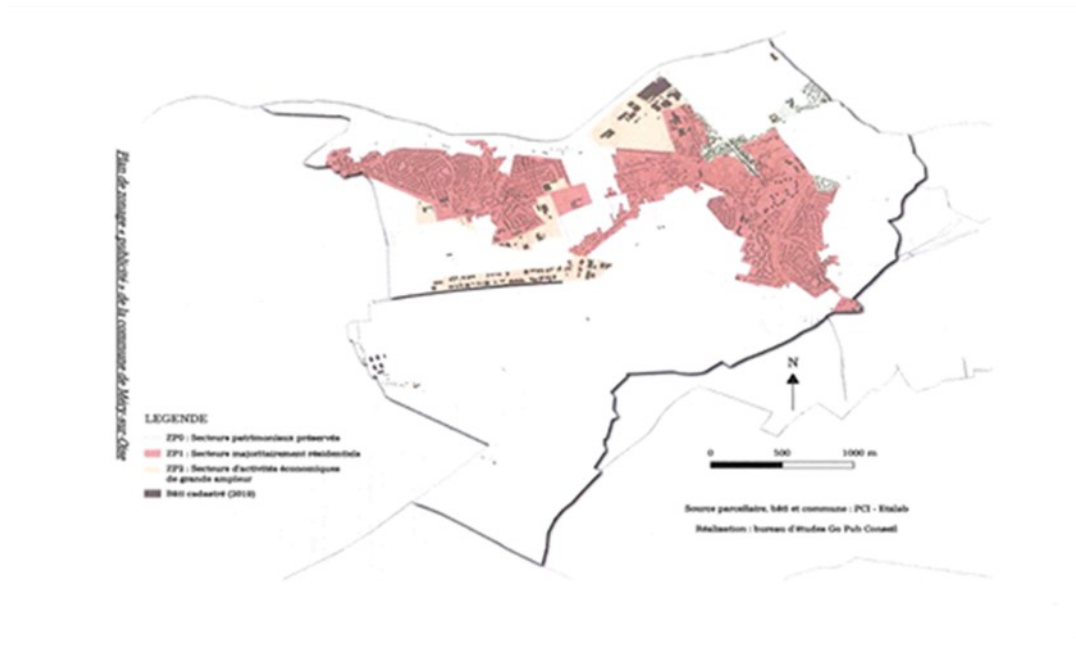 Plan de zonage « publicité » de la commune de Méry-sur-Oise
LEGENDE
ZP0 : Secteurs patrimoniaux préservés
ZP1 : Secteurs majoritairement résidentiels
ZP2 : Secteurs d'activités économiques
de grande ampleur
Bâti cadastré (2018)
N
0 500 1000 m
Source parcellaire, bâti et commune : PCI - Etalab
Réalisation : bureau d'études Go Pub Conseil